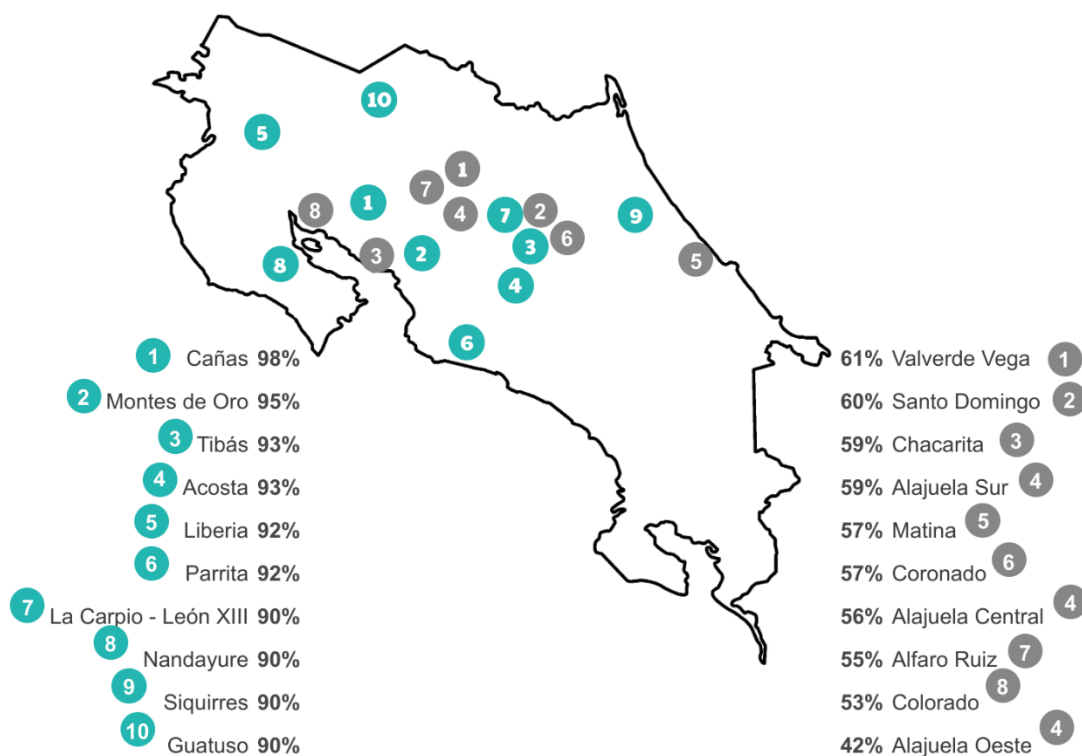 10
5
1
7
1
8
4
7
2
9
3
2
3
6
5
8
4
6
1 Cañas 98%
2 Montes de Oro 95%
3 Tibás 93%
4 Acosta 93%
5 Liberia 92%
6 Parrita 92%
7 La Carpio - León XIII 90%
8 Nandayure 90%
9 Siquirres 90%
10 Guatuso 90%
61% Valverde Vega 1
60% Santo Domingo 2
59% Chacarita 3
59% Alajuela Sur 4
57% Matina 5
57% Coronado 6
56% Alajuela Central 4
55% Alfaro Ruiz 7
53% Colorado 8
42% Alajuela Oeste 4